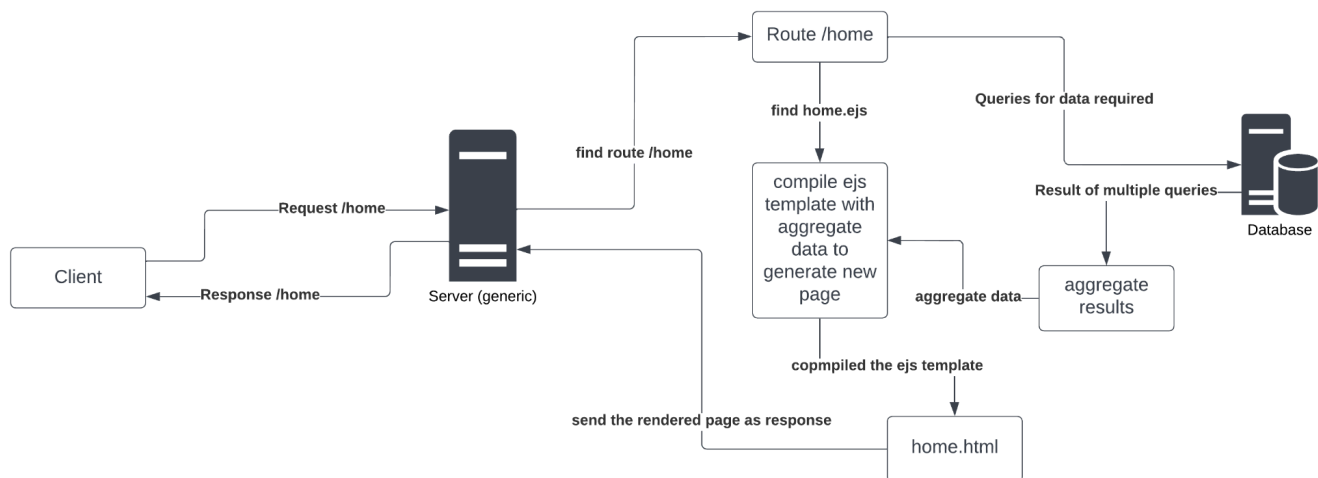 Route /home
Queries for data required
find home.ejs
find route /home
compile ejs
template with
aggregate
data to
generate new
page
Result of multiple queries
Database
Request /home
Client
Response /home
Server (generic)
aggregate data
aggregate
results
copmpiled the ejs template
send the rendered page as response
home.html